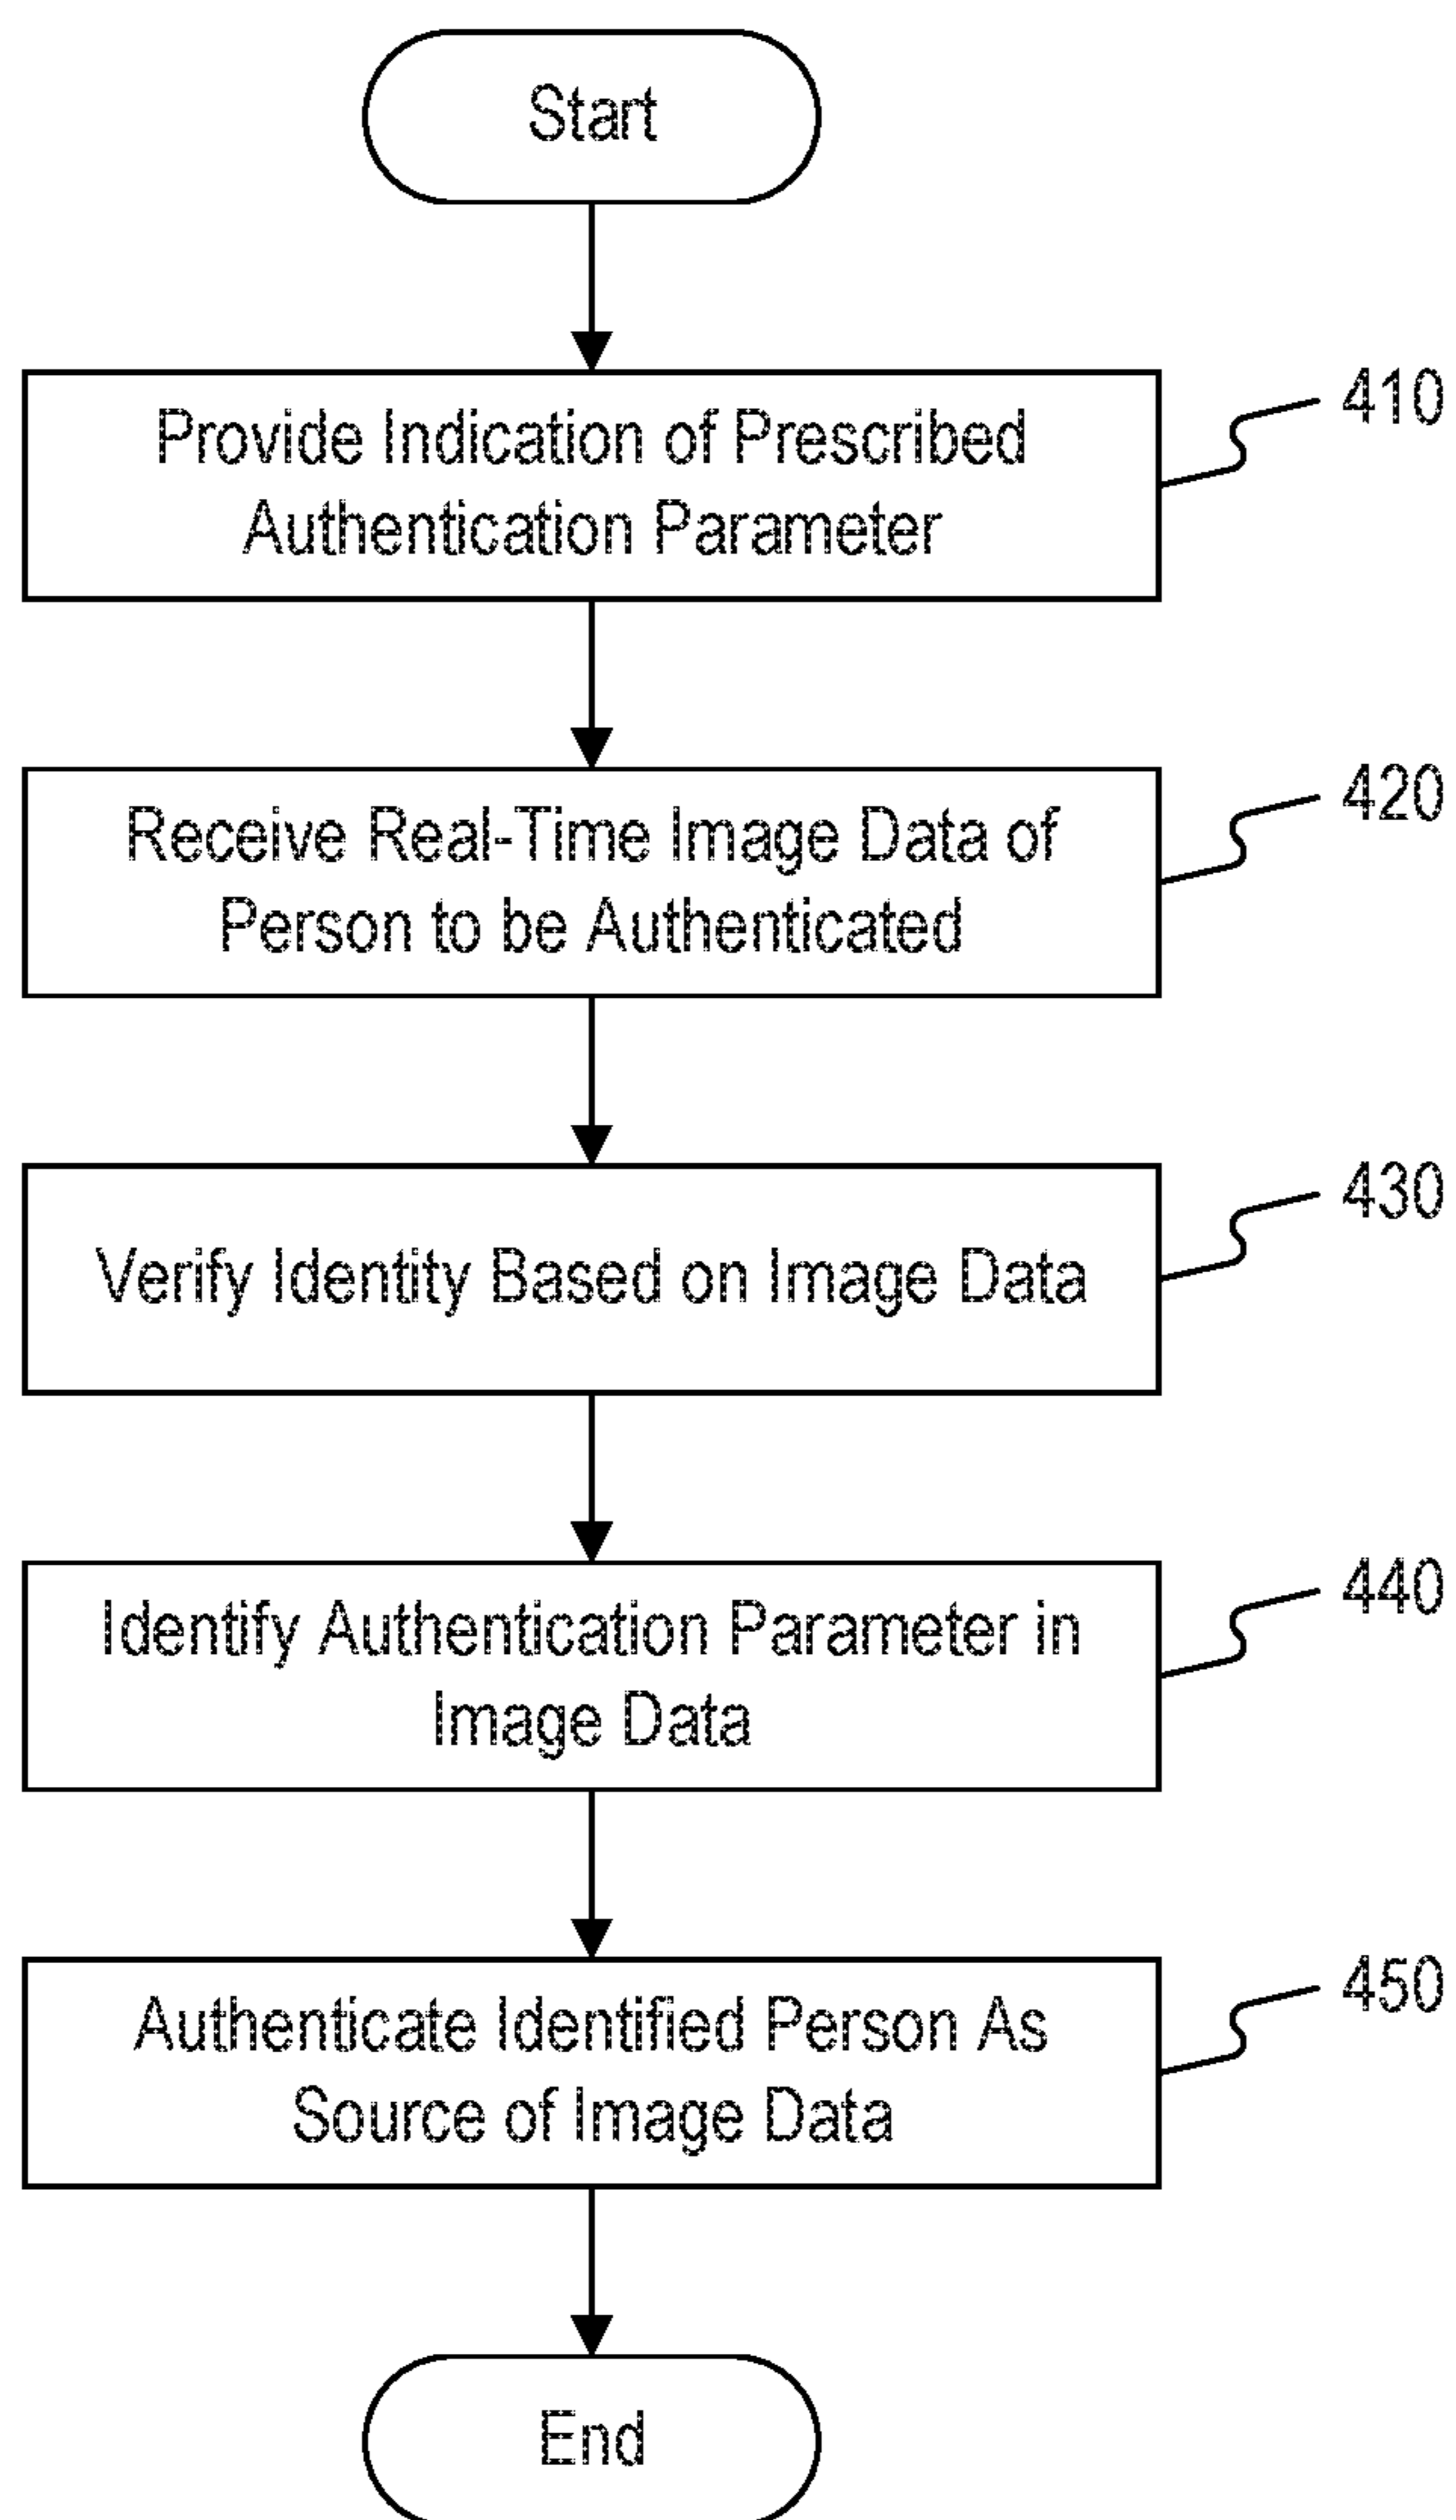 Start
Provide Indication of Prescribed
Authentication Parameter
410
Receive Real-Time Image Data of
Person to be Authenticated
420
Verify Identity Based on Image Data
430
Identify Authentication Parameter in
Image Data
440
Authenticate Identified Person As
Source of Image Data
450
End